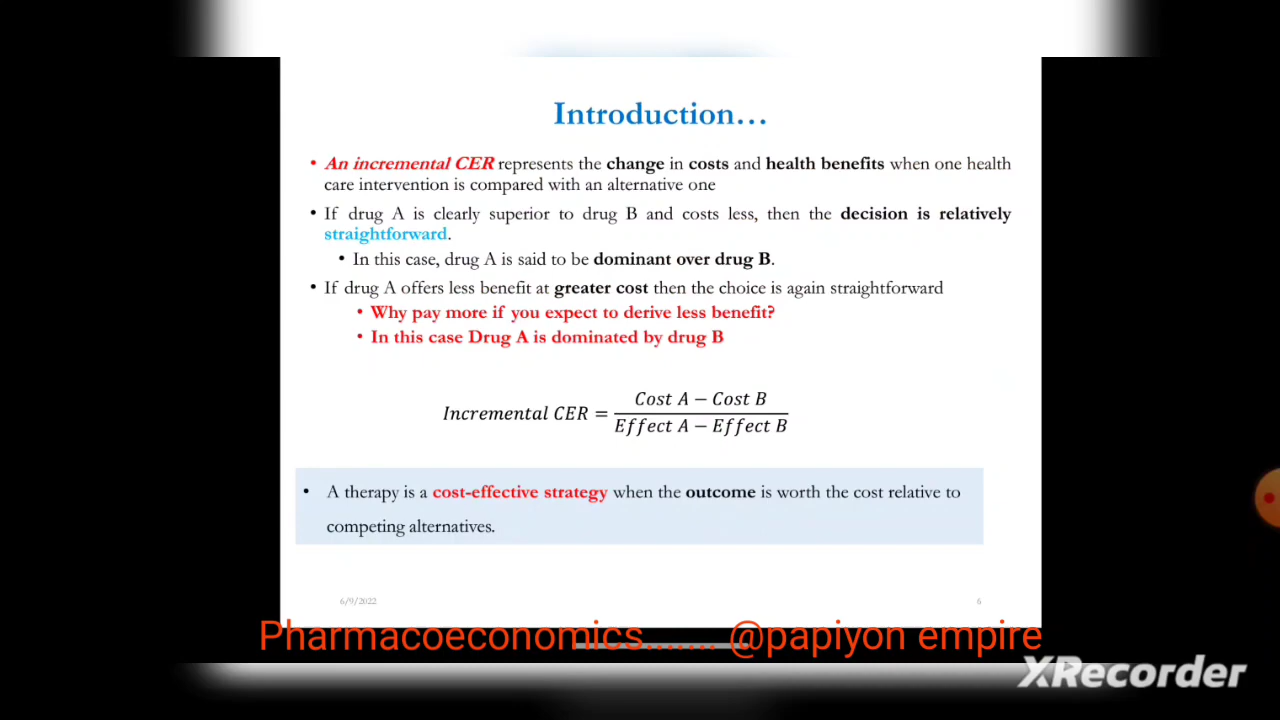 Introduction…
• An incremental CER represents the change in costs and health benefits when one health
care intervention is compared with an alternative one
• If drug A is clearly superior to drug B and costs less, then the decision is relatively
straightforward.
• In this case, drug A is said to be dominant over drug B.
• If drug A offers less benefit at greater cost then the choice is again straightforward
• Why pay more if you expect to derive less benefit?
• In this case Drug A is dominated by drug B
Cost A − Cost B
Incremental CER =
Effect A − Effect B
• A therapy is a cost-effective strategy when the outcome is worth the cost relative to
competing alternatives.
6/9/2022 6
Pharmacoeconomics....... @papiyon empire
XRecorder